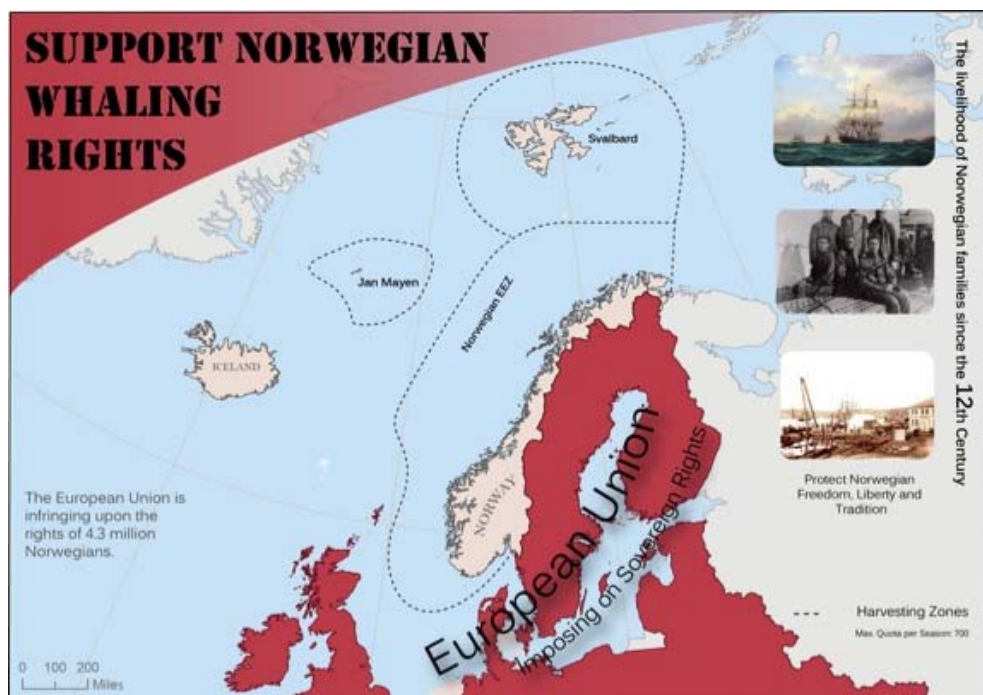 SUPPORT NORWEGIAN
WHALING
RIGHTS
The livelihood of Norwegian families since the 12th Century
Svalbard
Jan Mayen
Norwegian EEZ
ICELAND
NORWAY
The European Union is
infringing upon the
rights of 4.3 million
Norwegians.
European Union
Imposing on Sovereign Rights
Protect Norwegian
Freedom, Liberty and
Tradition
Harvesting Zones
Max. Quota per Season: 700
0 100 200
Miles